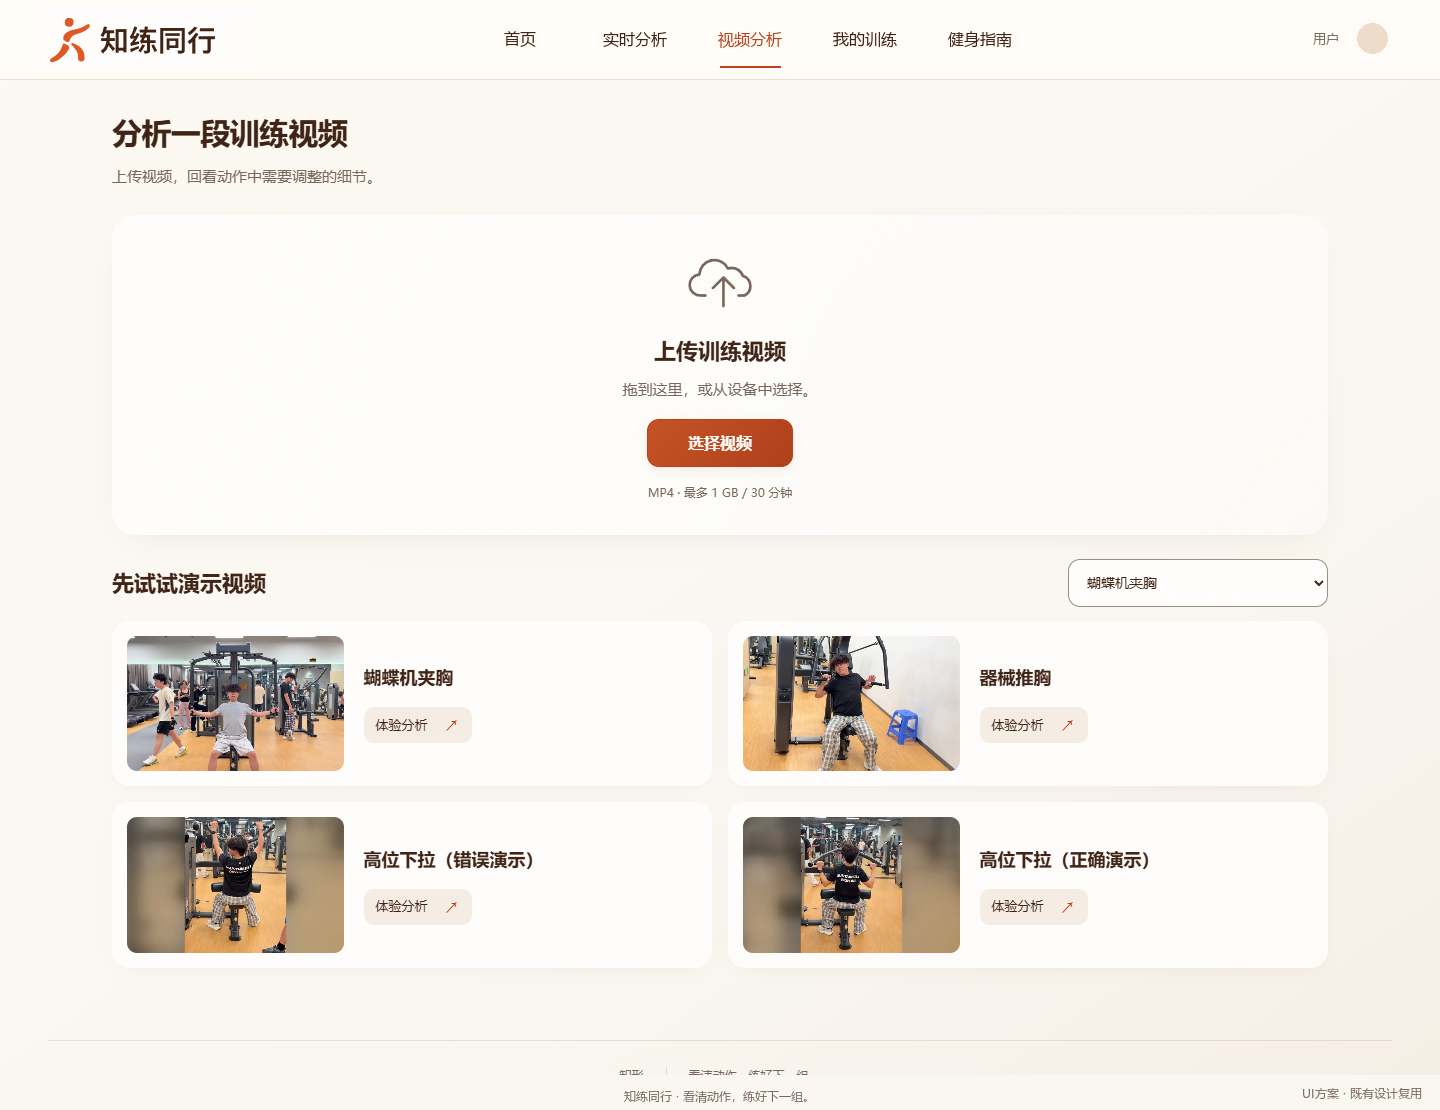 知练同行
首页 实时分析 视频分析 我的训练 健身指南 用户
分析一段训练视频
上传视频，回看动作中需要调整的细节。
上传训练视频
拖到这里，或从设备中选择。
选择视频
MP4 · 最多 1 GB / 30 分钟
先试试演示视频
蝴蝶机夹胸
蝴蝶机夹胸
体验分析 ↗
器械推胸
体验分析 ↗
高位下拉（错误演示）
体验分析 ↗
高位下拉（正确演示）
体验分析 ↗
知练同行 · 看清动作，练好下一组。
UI方案 · 既有设计复用